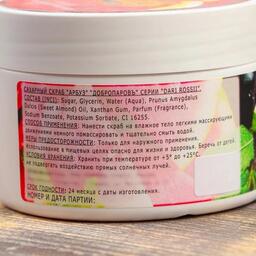 САХАРНЫЙ СКРАБ "АРБУЗ" "ДОБРОПАРОВЪ" СЕРИИ "DARI ROSSII".
СОСТАВ (INCI): Sugar, Glycerin, Water (Aqua), Prunus Amygdalus
Dulcis (Sweet Almond) Oil, Xanthan Gum, Parfum (Fragrance),
Sodium Benzoate, Potassium Sorbate, CI 16255.
СПОСОБ ПРИМЕНЕНИЯ: Нанести скраб на влажное тело легкими массирующими
движениями немного помассировать и тщательно смыть водой.
МЕРЫ ПРЕДОСТОРОЖНОСТИ: Только для наружного применения,
использование в пищевых целях опасно для жизни и здоровья. Беречь от детей.
УСЛОВИЯ ХРАНЕНИЯ: Хранить при температуре от +5° до +25°С,
не подвергать воздействию прямых солнечных лучей.
СРОК ГОДНОСТИ: 24 месяца с даты изготовления.
НОМЕР И ДАТА ПАРТИИ: